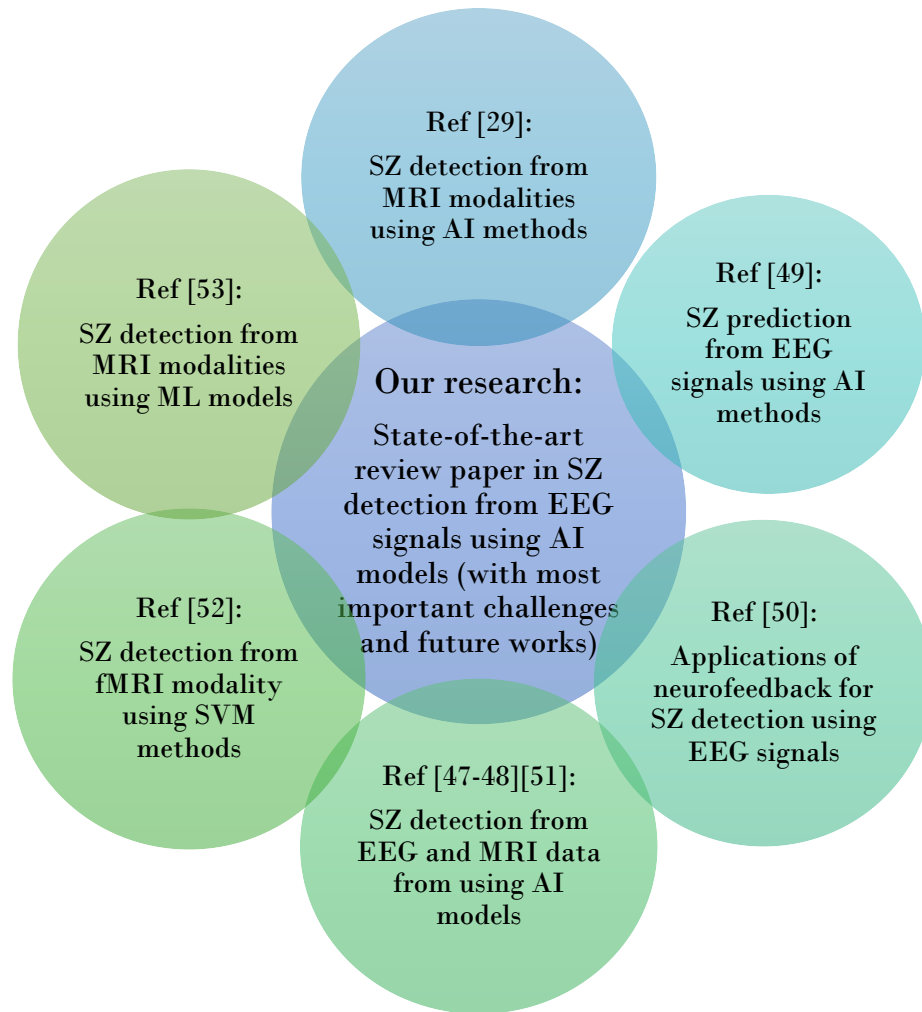 Ref [29]:
SZ detection from
MRI modalities
using AI methods
Ref [53]:
SZ detection from
MRI modalities
using ML models
Ref [49]:
SZ prediction
from EEG
signals using AI
methods
Our research:
State-of-the-art
review paper in SZ
detection from EEG
signals using AI
models (with most
important challenges
and future works)
Ref [52]:
SZ detection from
fMRI modality
using SVM
methods
Ref [50]:
Applications of
neurofeedback for
SZ detection using
EEG signals
Ref [47-48][51]:
SZ detection from
EEG and MRI data
from using AI
models